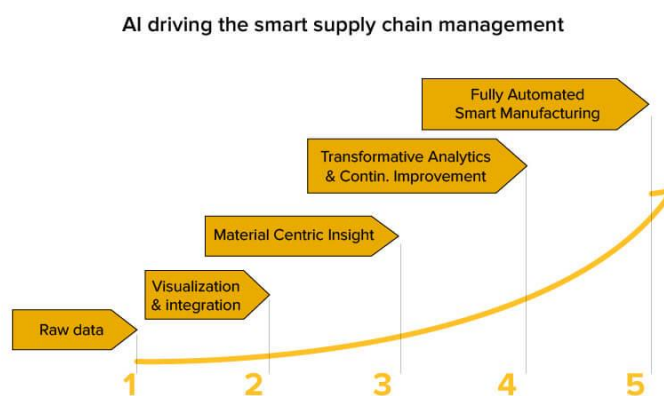 AI driving the smart supply chain management
Fully Automated
Smart Manufacturing
Transformative Analytics
& Contin. Improvement
Material Centric Insight
Visualization
& integration
Raw data
1
2
3
4
5